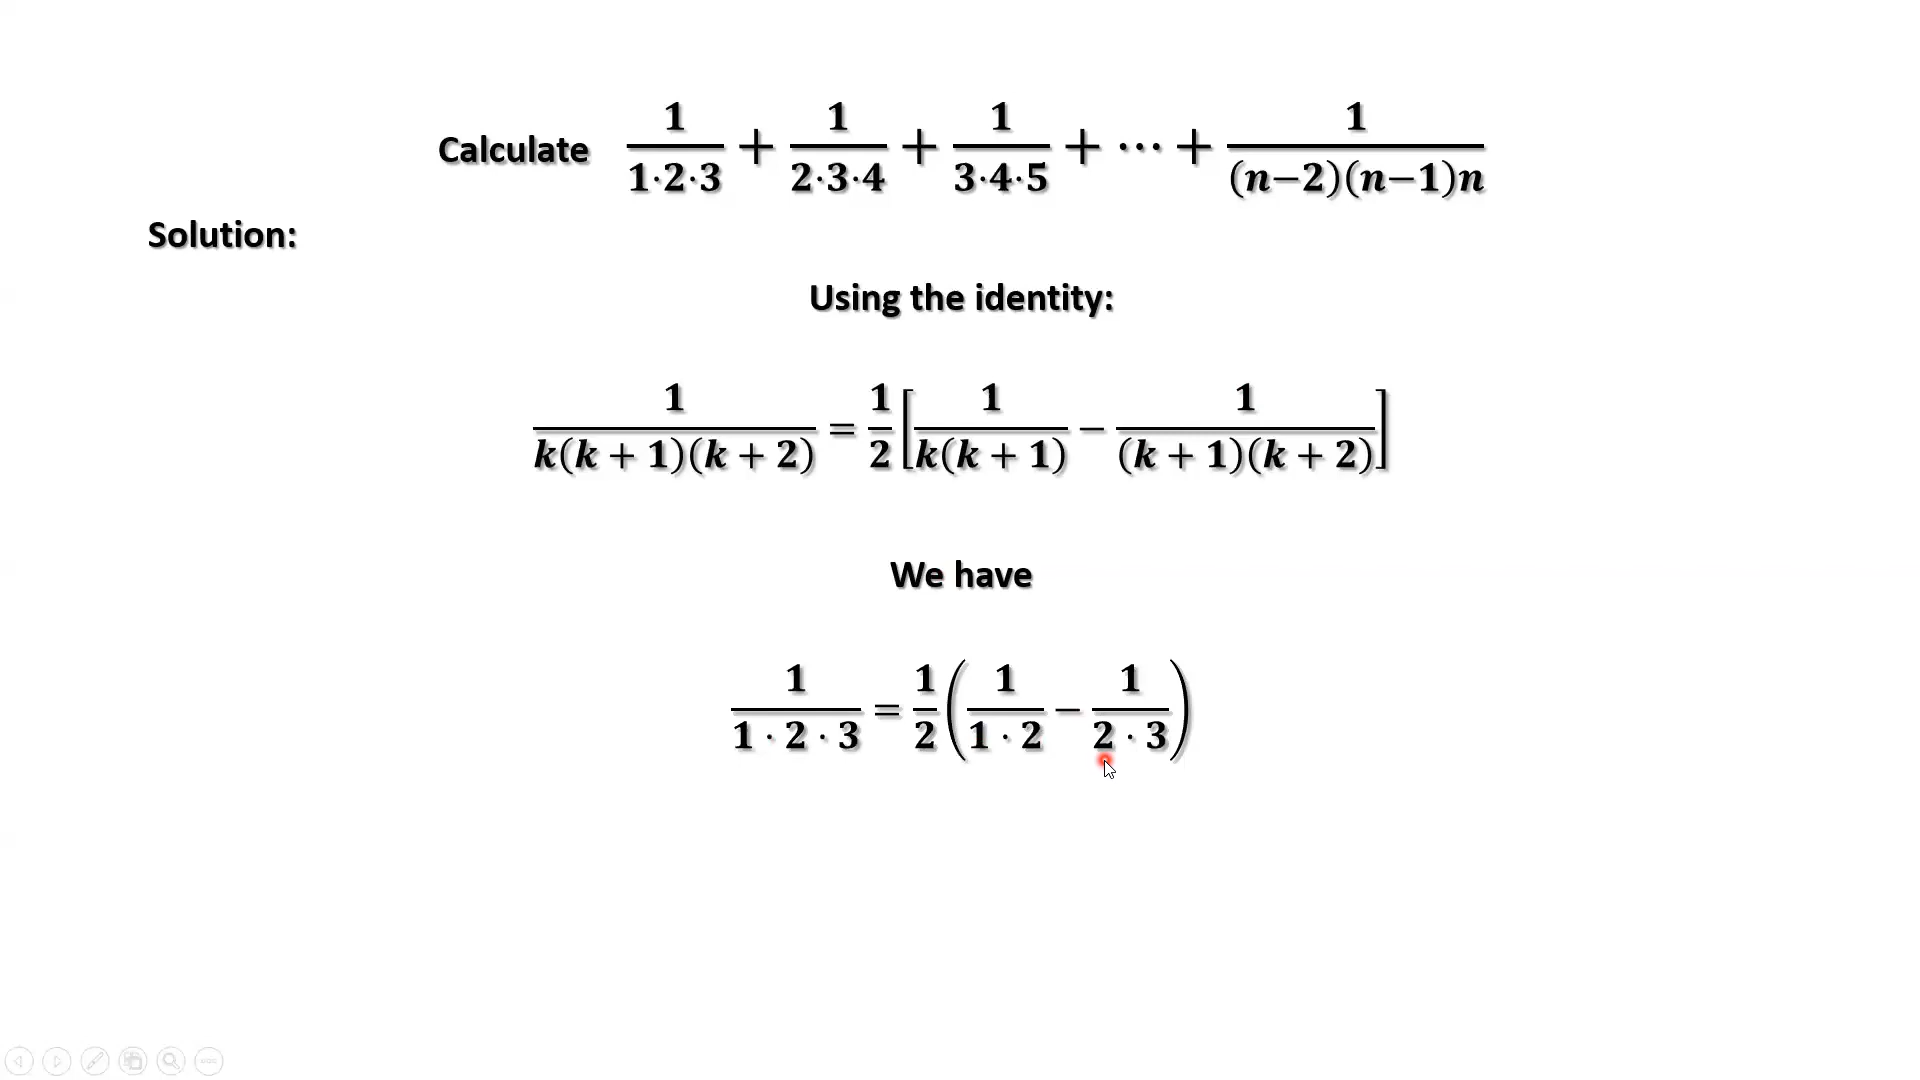 Calculate 1/(1·2·3) + 1/(2·3·4) + 1/(3·4·5) + ⋯ + 1/((n−2)(n−1)n)
Solution:
Using the identity:
1/(k(k + 1)(k + 2)) = 1/2 [1/(k(k + 1)) − 1/((k + 1)(k + 2))]
We have
1/(1 · 2 · 3) = 1/2 (1/(1 · 2) − 1/(2 · 3))